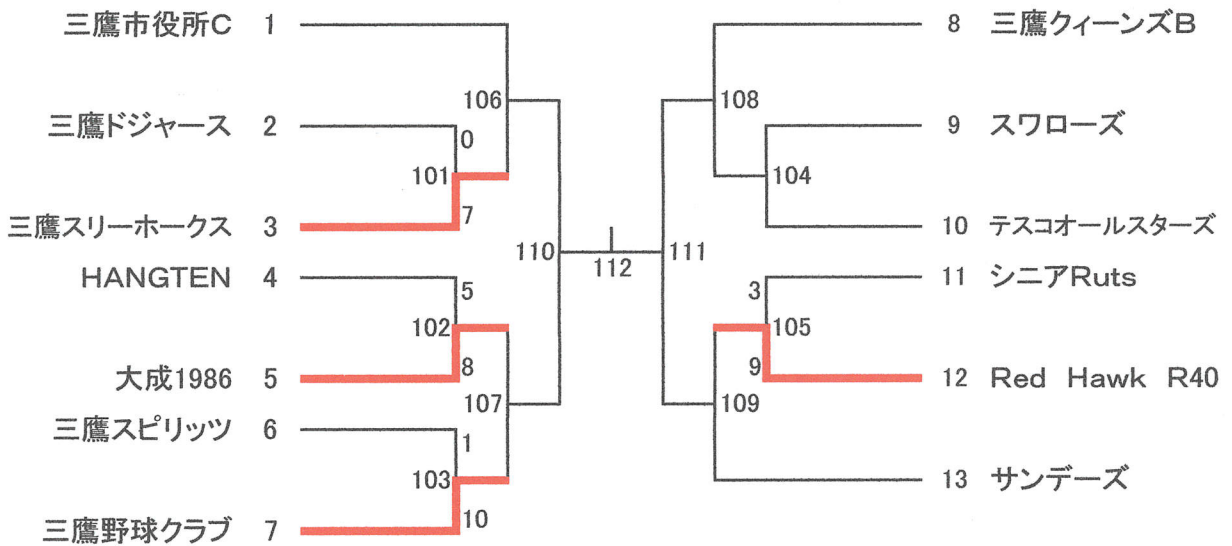 三鷹市役所C 1
106
三鷹ドジャース 2
0
101
7
三鷹スリーホークス 3
110
HANGTEN 4
5
102
8
大成1986 5
107
三鷹スピリッツ 6
1
103
10
三鷹野球クラブ 7
112
8 三鷹クィーンズB
108
9 スワローズ
104
10 テスコオールスターズ
111
11 シニアRuts
3
105
9
12 Red Hawk R40
109
13 サンデーズ